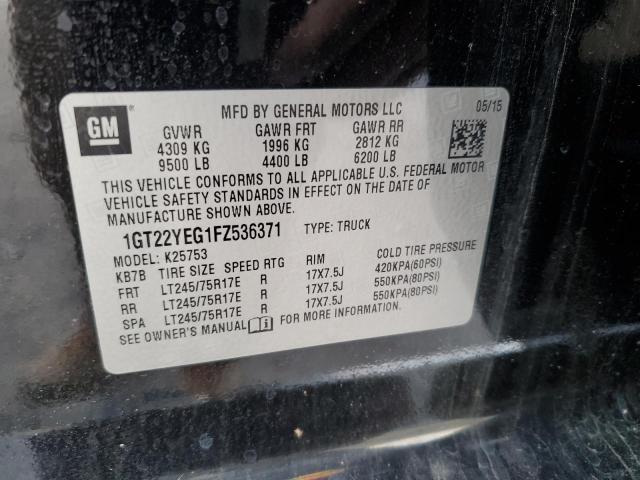 GM
MFD BY GENERAL MOTORS LLC 05/15
GVWR GAWR FRT GAWR RR
4309 KG 1996 KG 2812 KG
9500 LB 4400 LB 6200 LB
THIS VEHICLE CONFORMS TO ALL APPLICABLE U.S. FEDERAL MOTOR
VEHICLE SAFETY STANDARDS IN EFFECT ON THE DATE OF
MANUFACTURE SHOWN ABOVE.
1GT22YEG1FZ536371 TYPE: TRUCK
MODEL: K25753
KB7B TIRE SIZE SPEED RTG RIM COLD TIRE PRESSURE
FRT LT245/75R17E R 17X7.5J 420KPA(60PSI)
RR LT245/75R17E R 17X7.5J 550KPA(80PSI)
SPA LT245/75R17E R 17X7.5J 550KPA(80PSI)
SEE OWNER'S MANUAL FOR MORE INFORMATION.